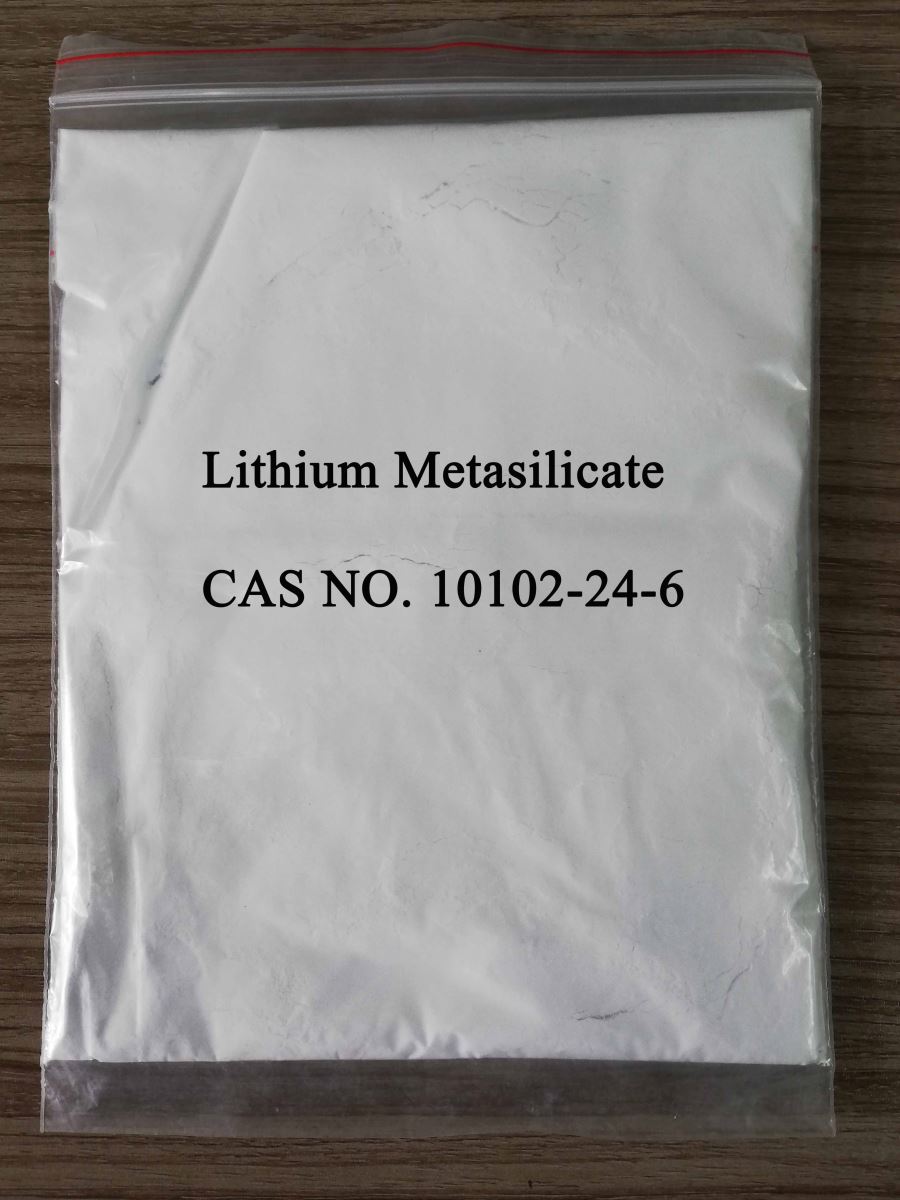 Lithium Metasilicate
CAS NO. 10102-24-6